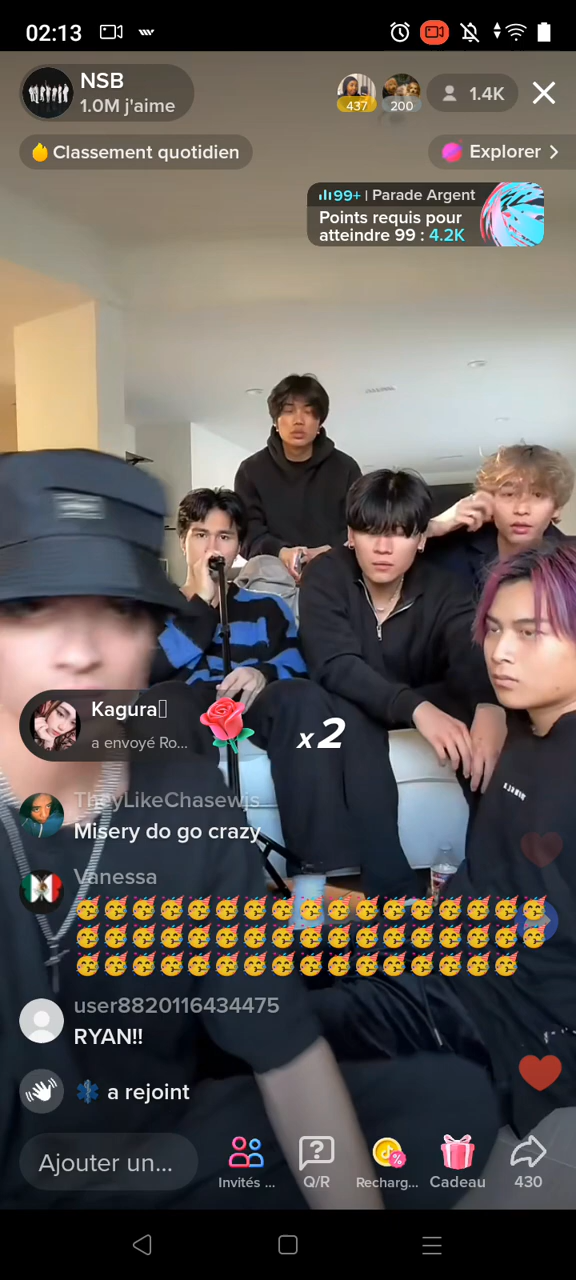 02:13
NSB
1.0M j'aime
437
200
1.4K
Classement quotidien
Explorer
99+ | Parade Argent
Points requis pour
atteindre 99 : 4.2K
Kagura
a envoyé Ro...
x2
TheyLikeChasewjs
Misery do go crazy
Vanessa
🥳🥳🥳🥳🥳🥳🥳🥳🥳🥳🥳🥳🥳🥳🥳🥳🥳
🥳🥳🥳🥳🥳🥳🥳🥳🥳🥳🥳🥳🥳🥳🥳🥳🥳
🥳🥳🥳🥳🥳🥳🥳🥳🥳🥳🥳🥳🥳🥳🥳🥳
user8820116434475
RYAN!!
a rejoint
Ajouter un...
Invités ...
Q/R
Recharg...
Cadeau
430